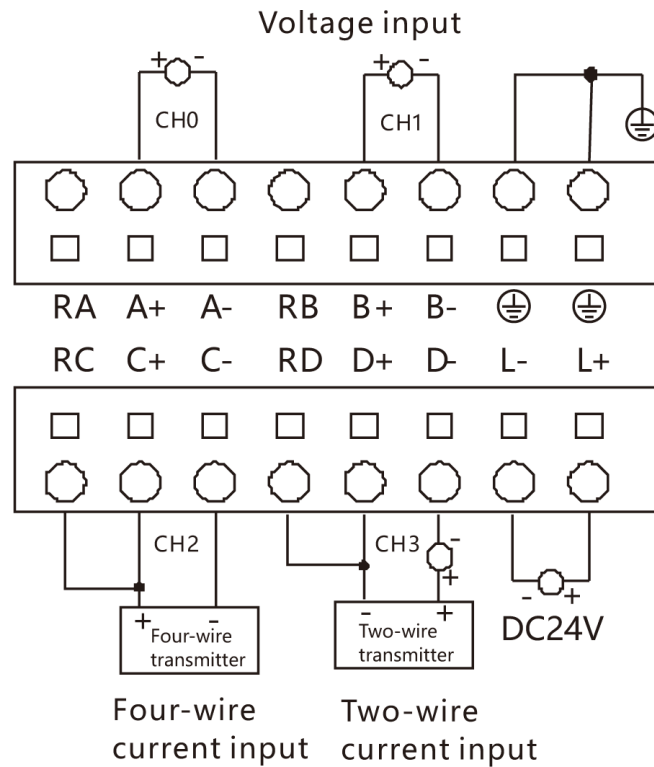 Voltage input
+ - + -
CH0 CH1
RA A+ A- RB B+ B-
RC C+ C- RD D+ D- L- L+
CH2 CH3 -
+
+ - - + - +
Four-wire
transmitter
Two-wire
transmitter
DC24V
Four-wire
current input
Two-wire
current input